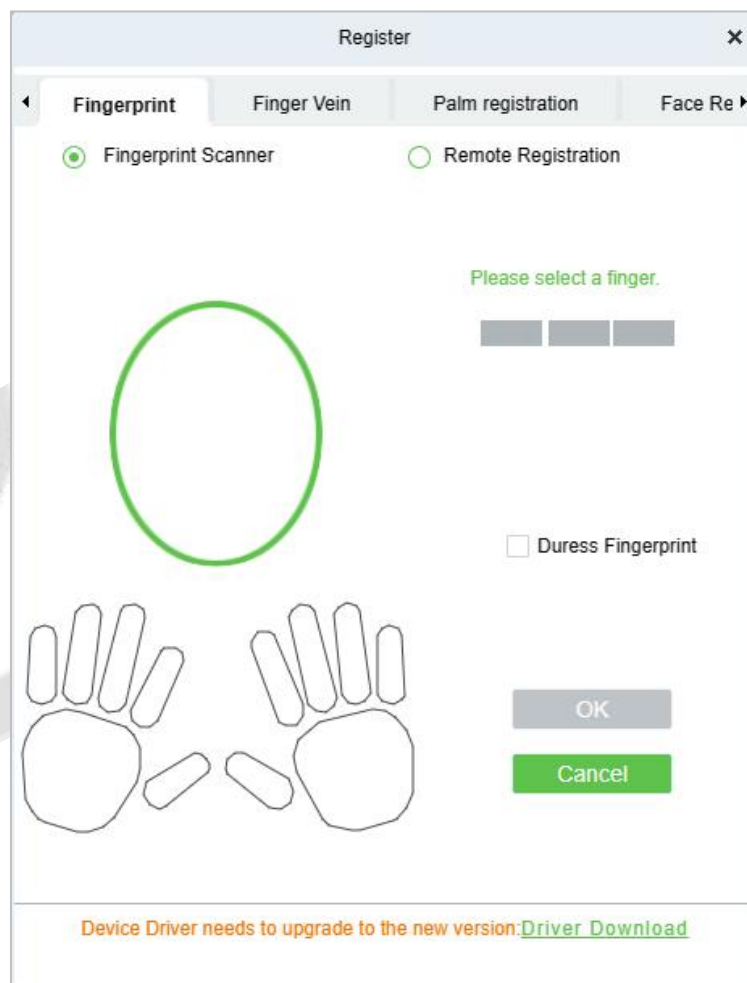 Register ×
Fingerprint Finger Vein Palm registration Face Re
Fingerprint Scanner Remote Registration
Please select a finger.
Duress Fingerprint
OK
Cancel
Device Driver needs to upgrade to the new version:Driver Download